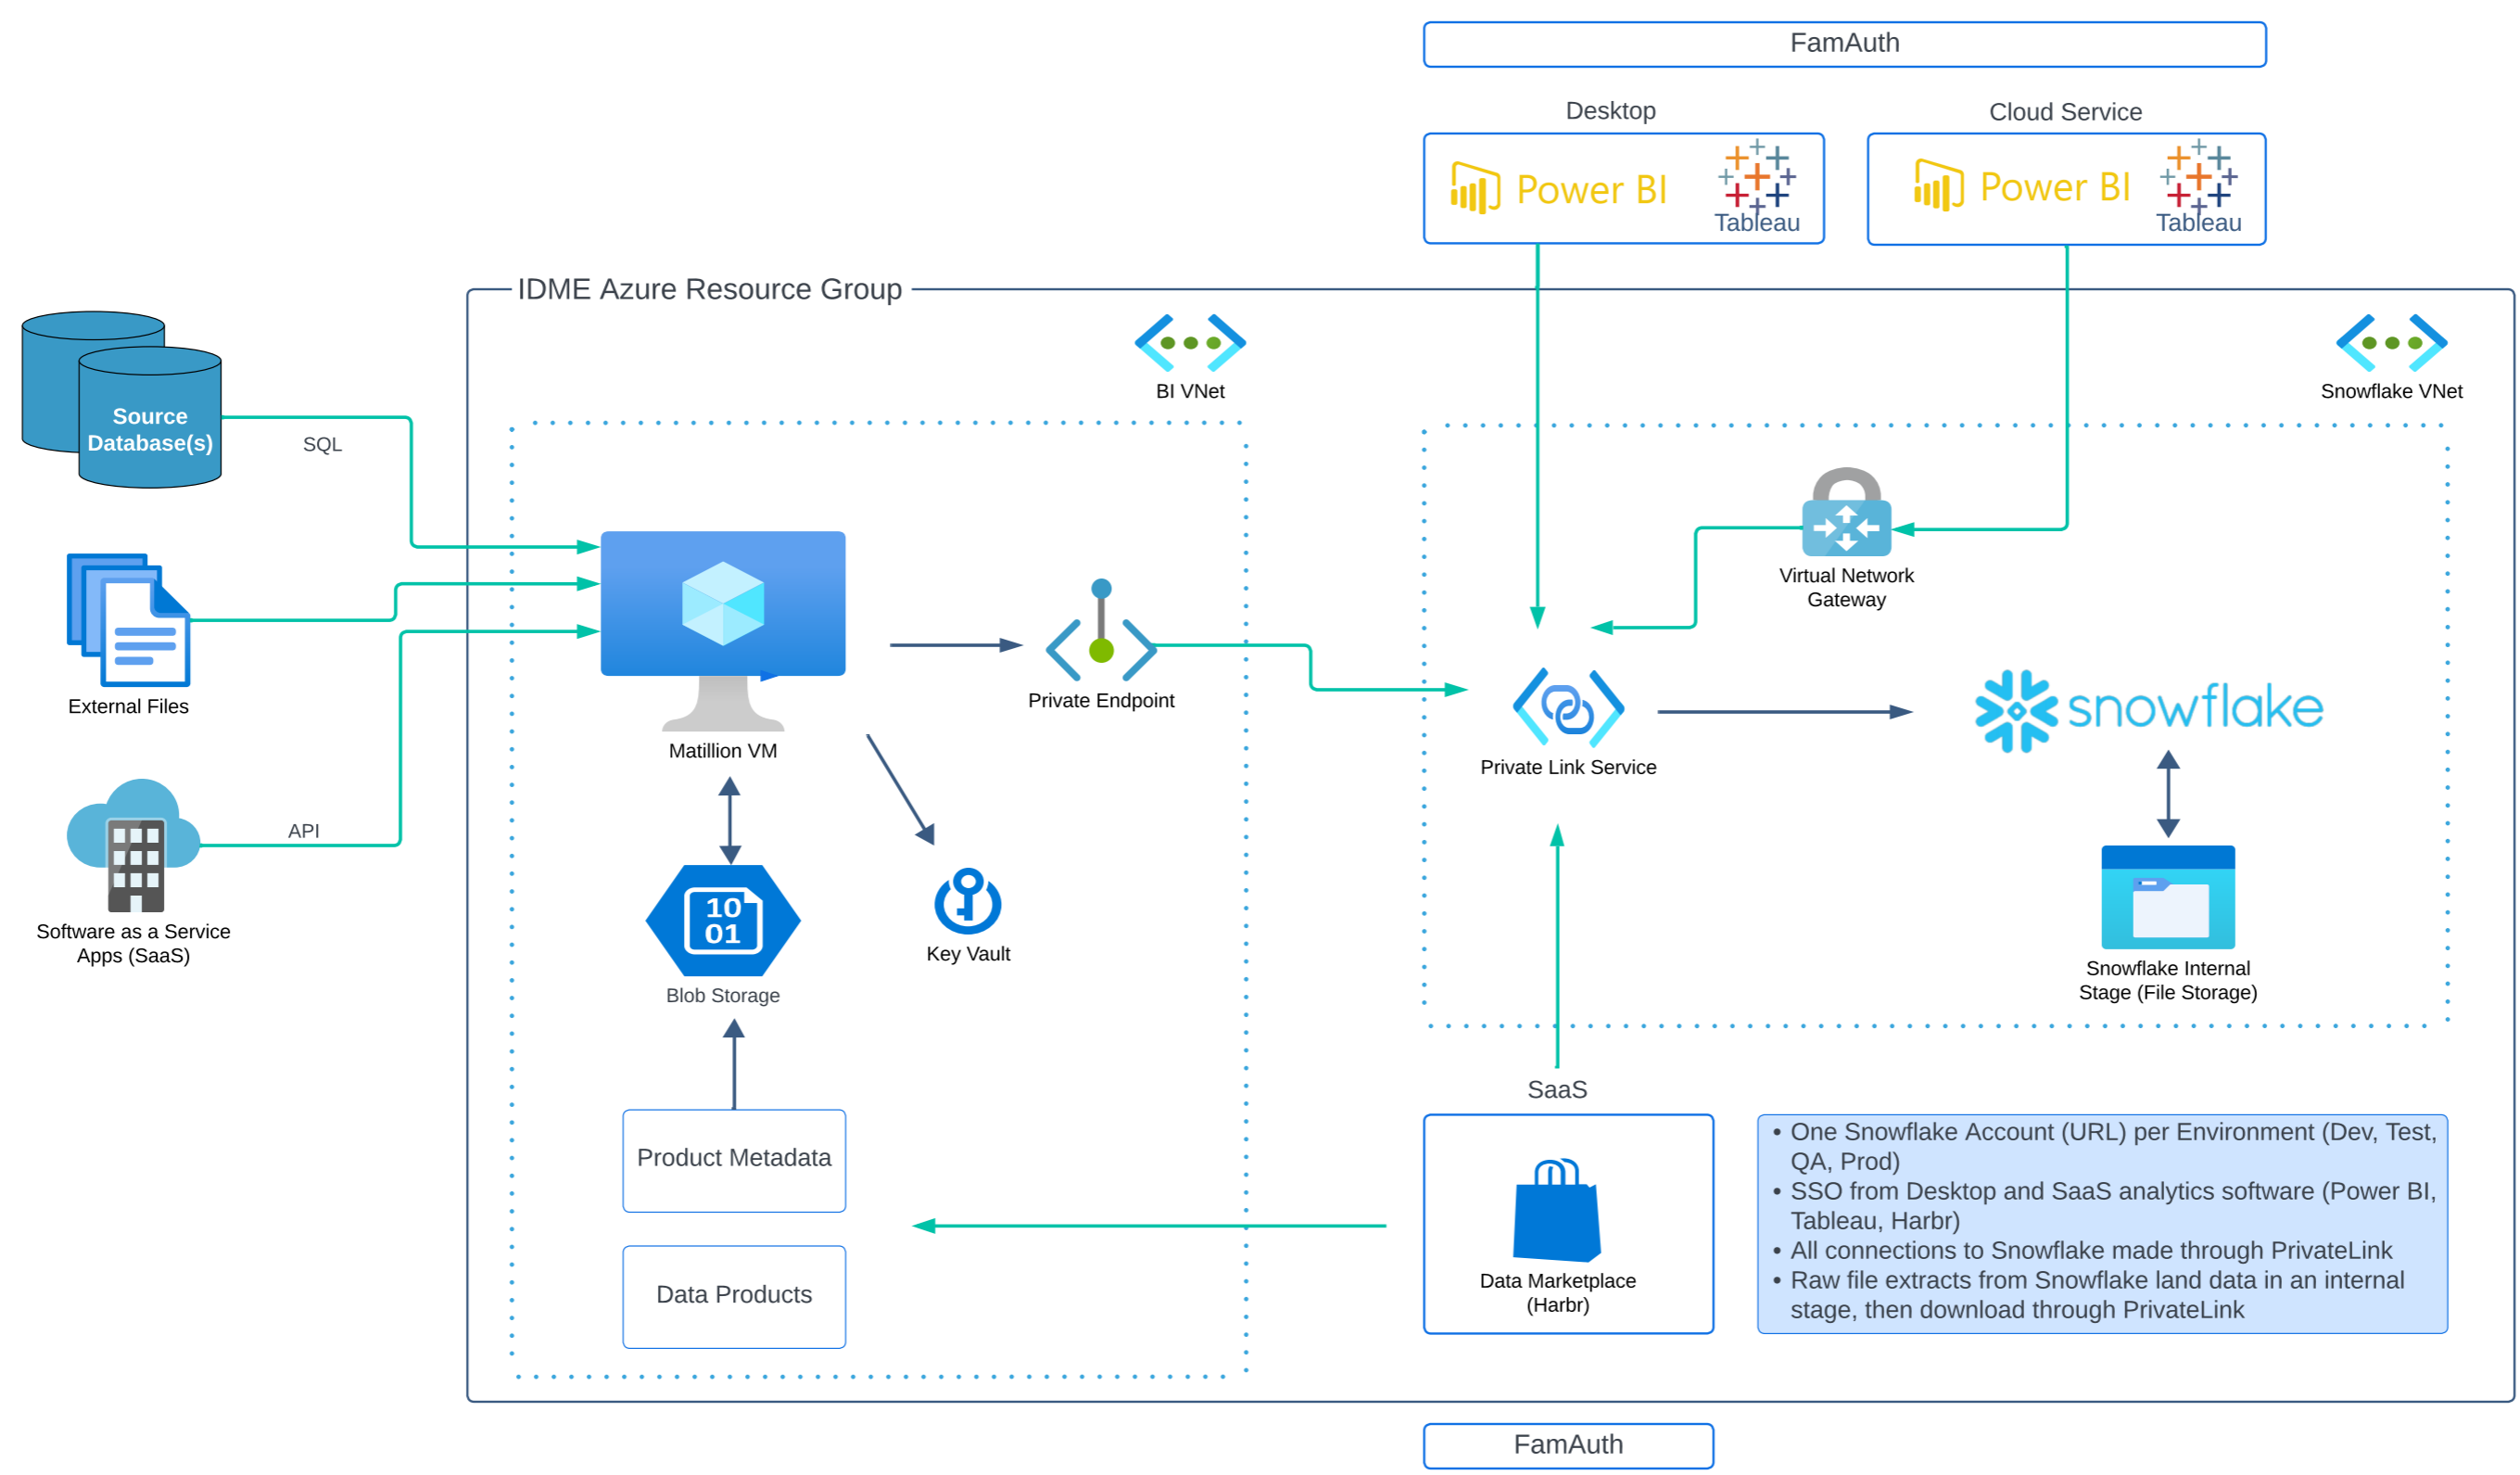 FamAuth
Desktop
Cloud Service
Power BI
Tableau
Power BI
Tableau
IDME Azure Resource Group
BI VNet
Snowflake VNet
Source
Database(s)
SQL
Virtual Network
Gateway
External Files
Private Endpoint
snowflake
Matillion VM
Private Link Service
API
Software as a Service
Apps (SaaS)
10
01
Key Vault
Blob Storage
Snowflake Internal
Stage (File Storage)
SaaS
Product Metadata
Data Products
Data Marketplace
(Harbr)
• One Snowflake Account (URL) per Environment (Dev, Test,
QA, Prod)
• SSO from Desktop and SaaS analytics software (Power BI,
Tableau, Harbr)
• All connections to Snowflake made through PrivateLink
• Raw file extracts from Snowflake land data in an internal
stage, then download through PrivateLink
FamAuth